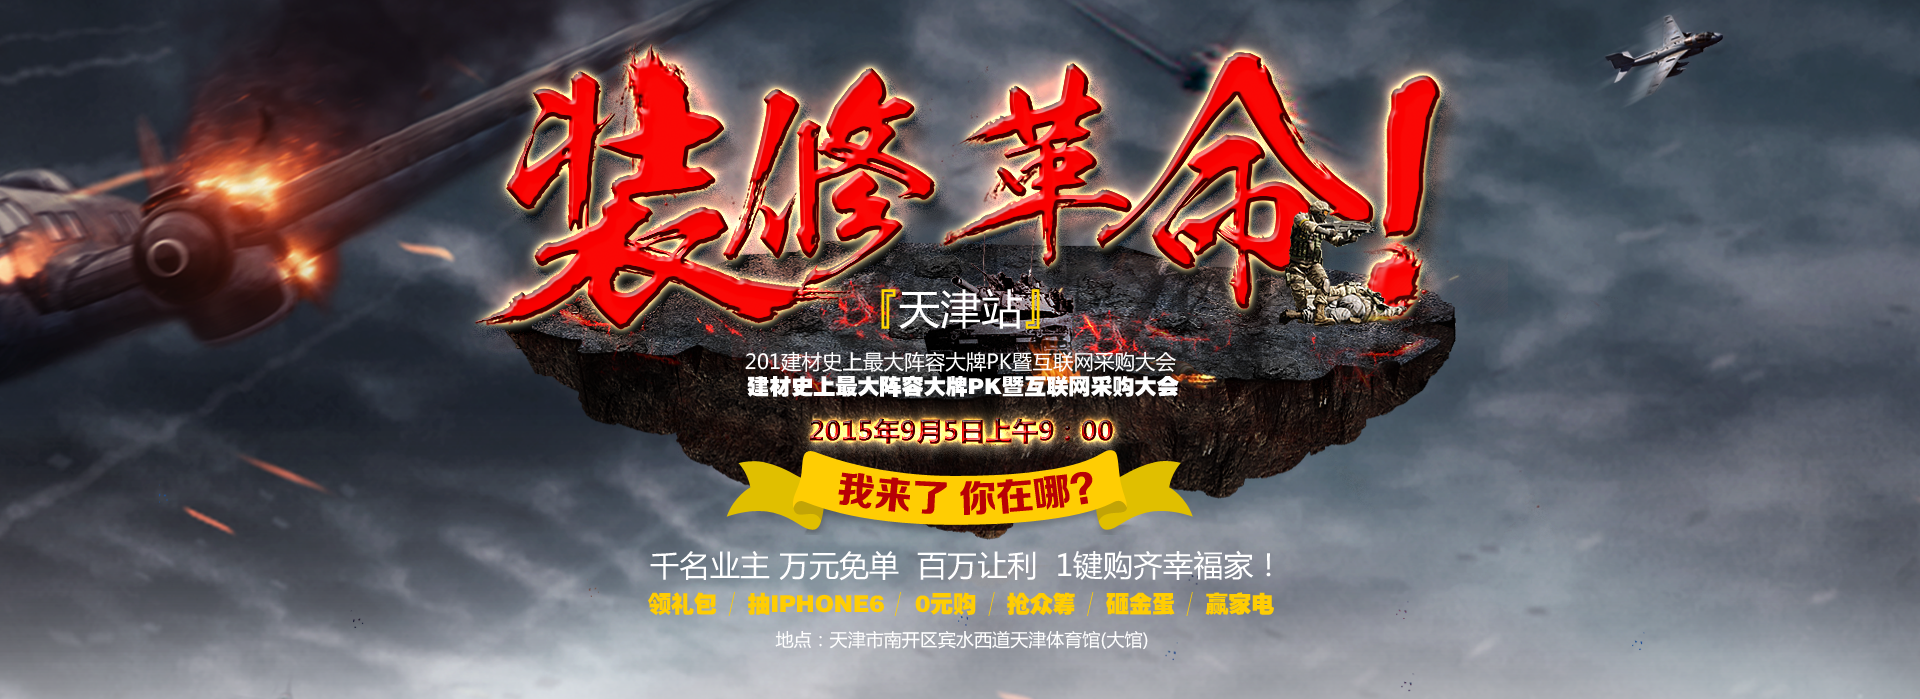 装修革命!
『天津站』
201建材史上最大阵容大牌PK暨互联网采购大会
建材史上最大阵容大牌PK暨互联网采购大会
2015年9月5日上午9：00
我来了 你在哪?
千名业主 万元免单 百万让利 1键购齐幸福家！
领礼包 / 抽IPHONE6 / 0元购 / 抢众筹 / 砸金蛋 / 赢家电
地点：天津市南开区宾水西道天津体育馆(大馆)